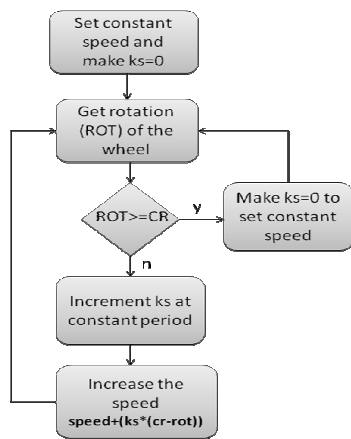 Set constant
speed and
make ks=0
Get rotation
(ROT) of the
wheel
ROT>=CR
y
Make ks=0 to
set constant
speed
n
Increment ks at
constant period
Increase the
speed
speed+(ks*(cr-rot))